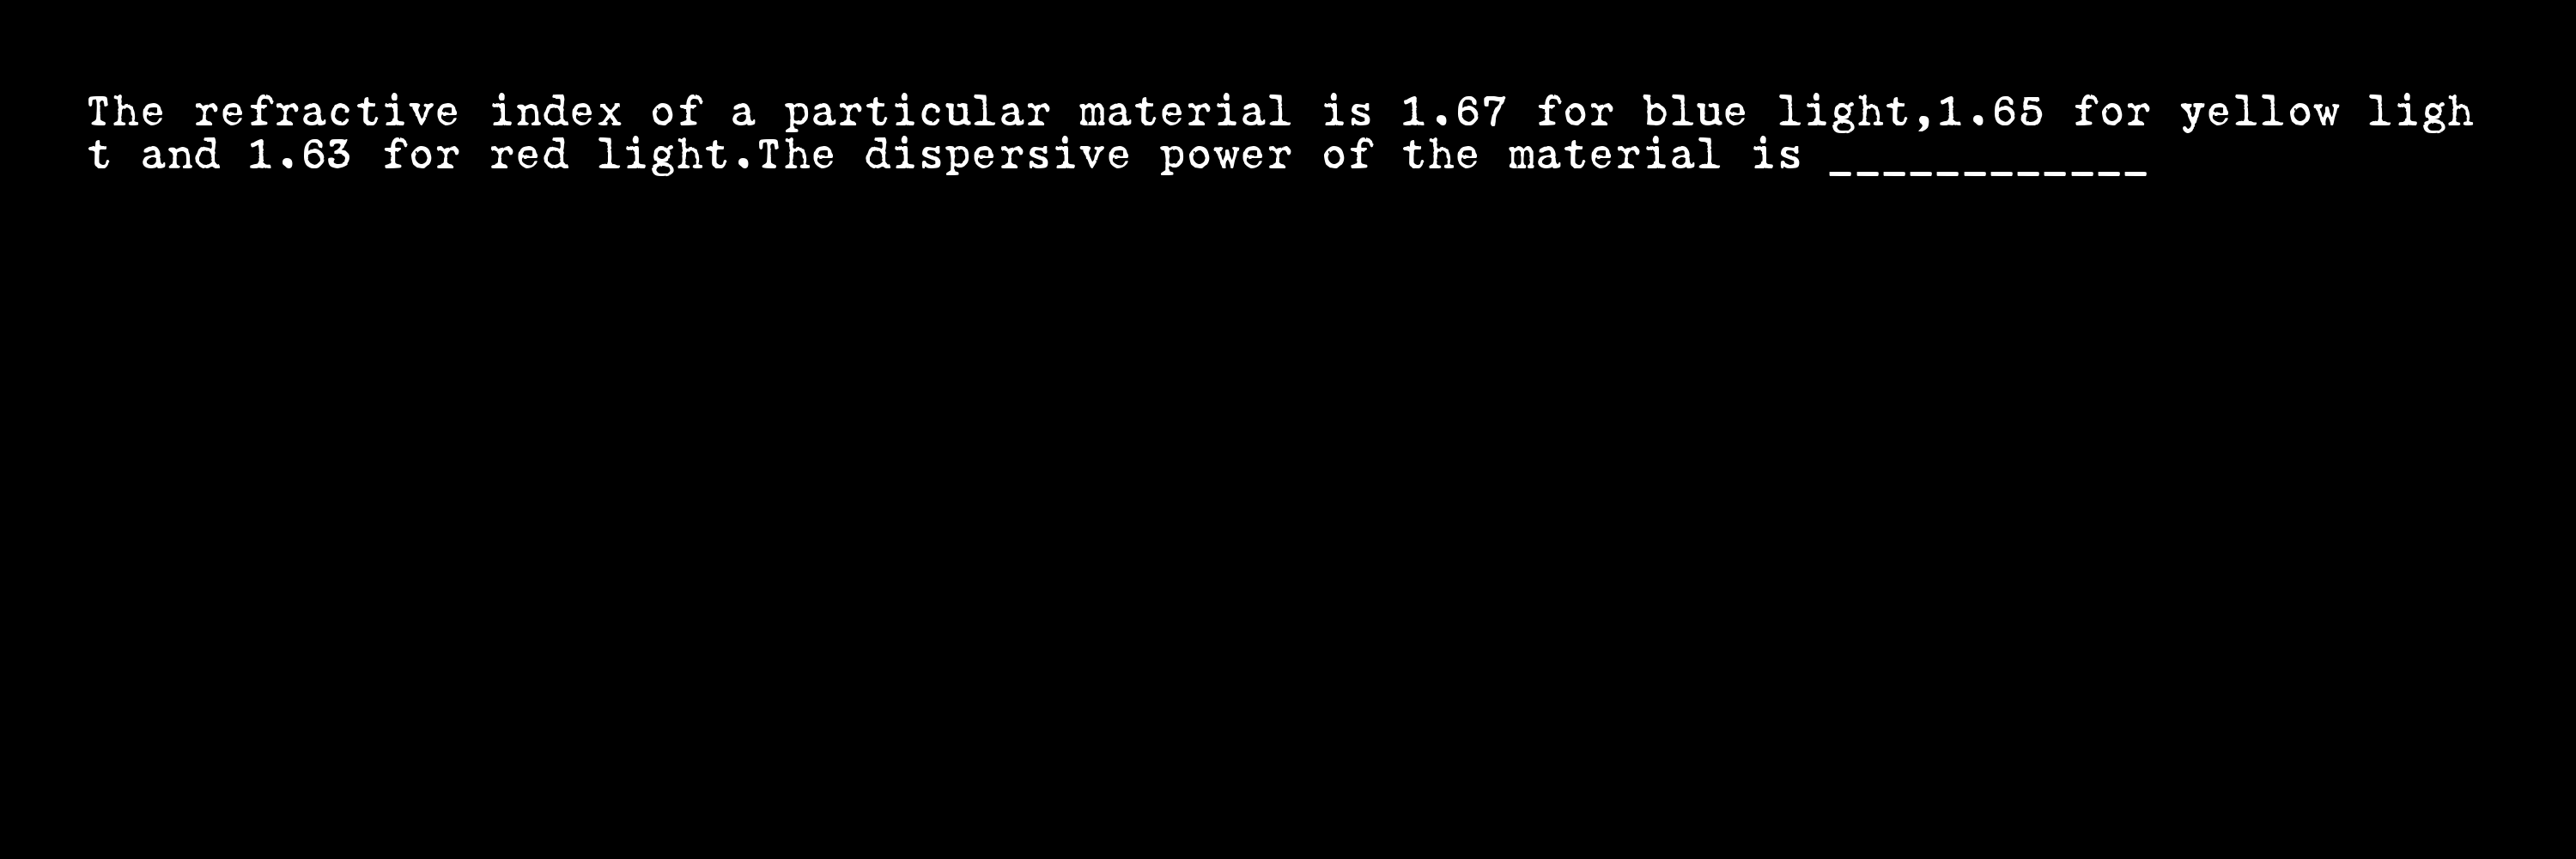 The refractive index of a particular material is 1.67 for blue light,1.65 for yellow ligh
t and 1.63 for red light.The dispersive power of the material is ____________